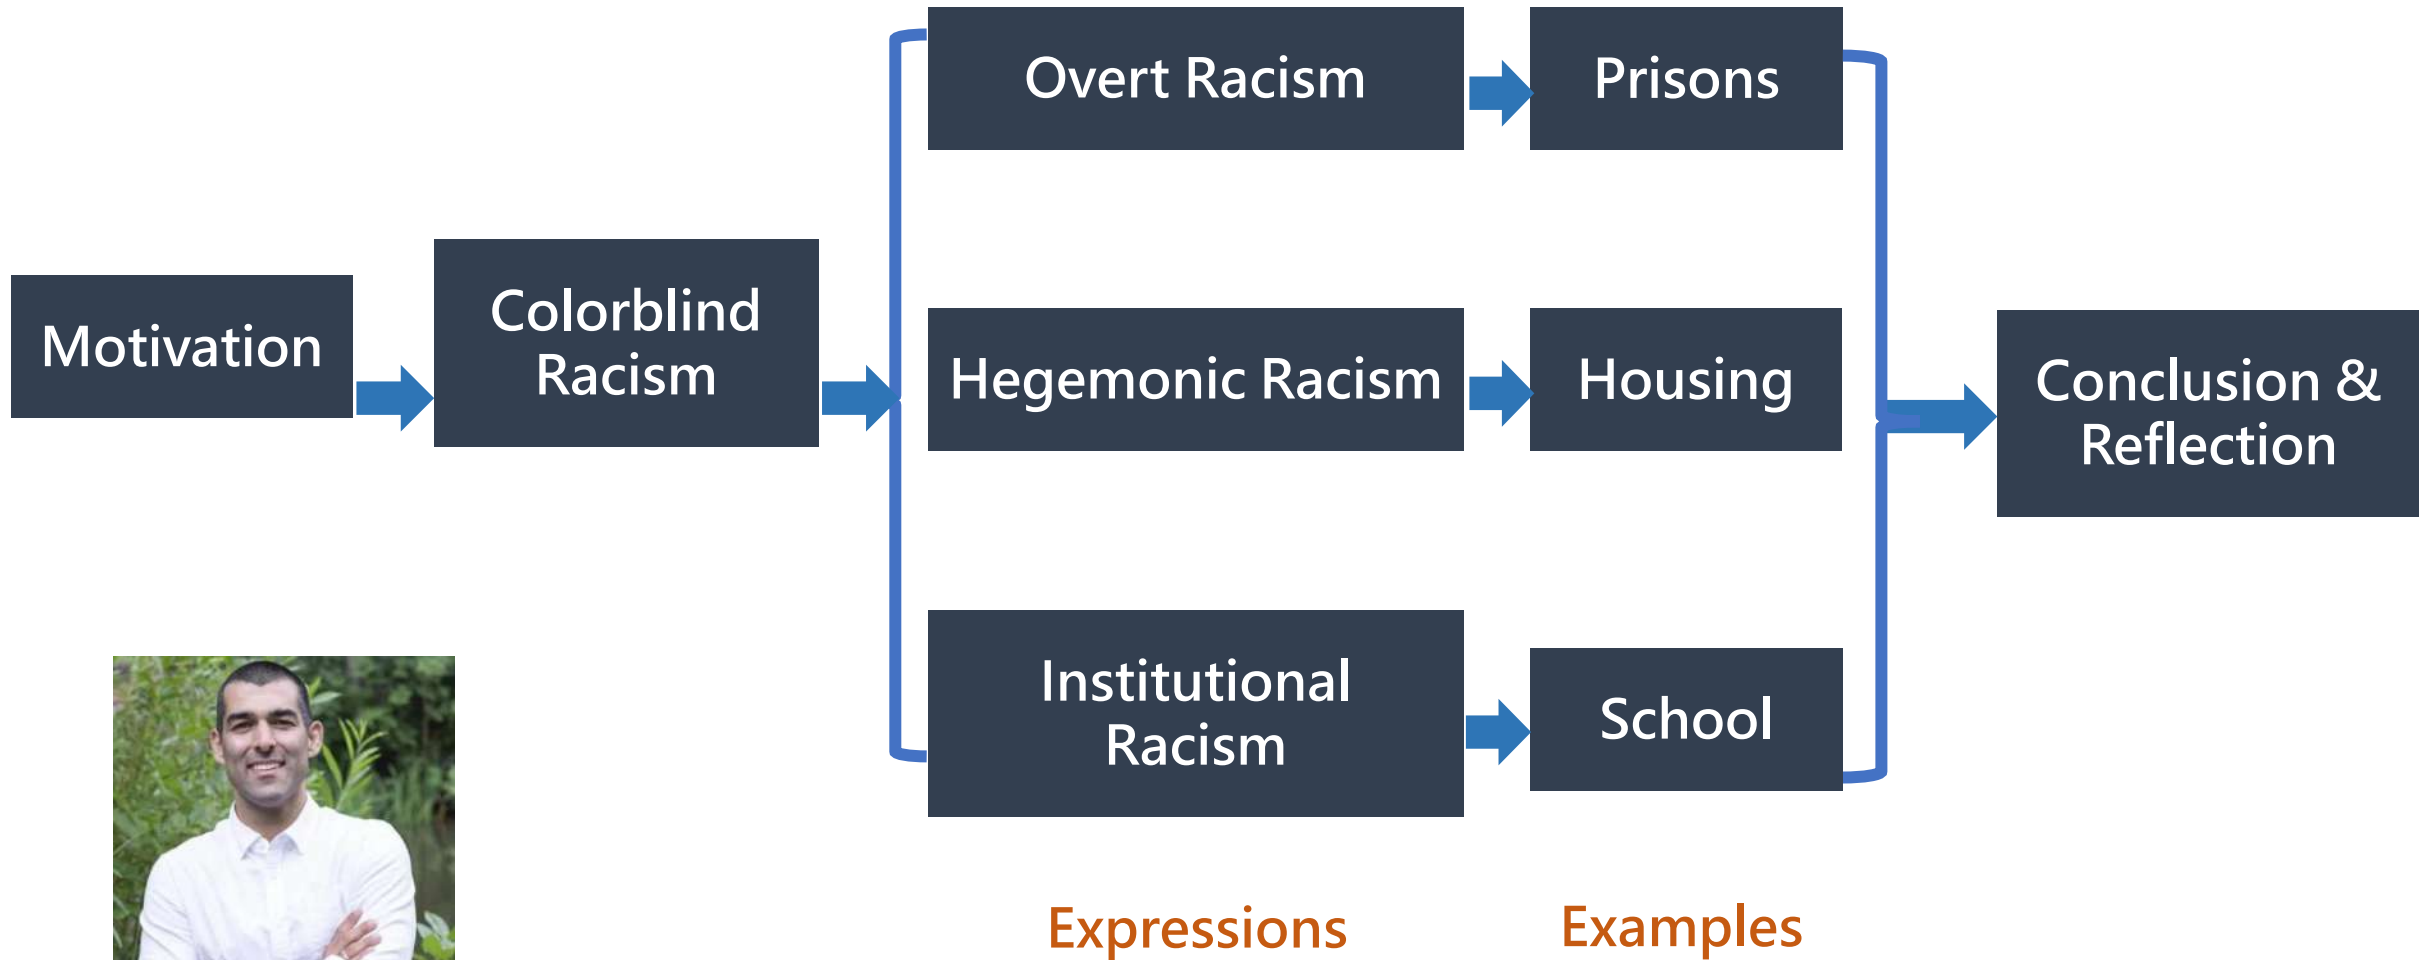 Motivation
Colorblind
Racism
Overt Racism
Prisons
Hegemonic Racism
Housing
Institutional
Racism
School
Conclusion &
Reflection
Expressions
Examples